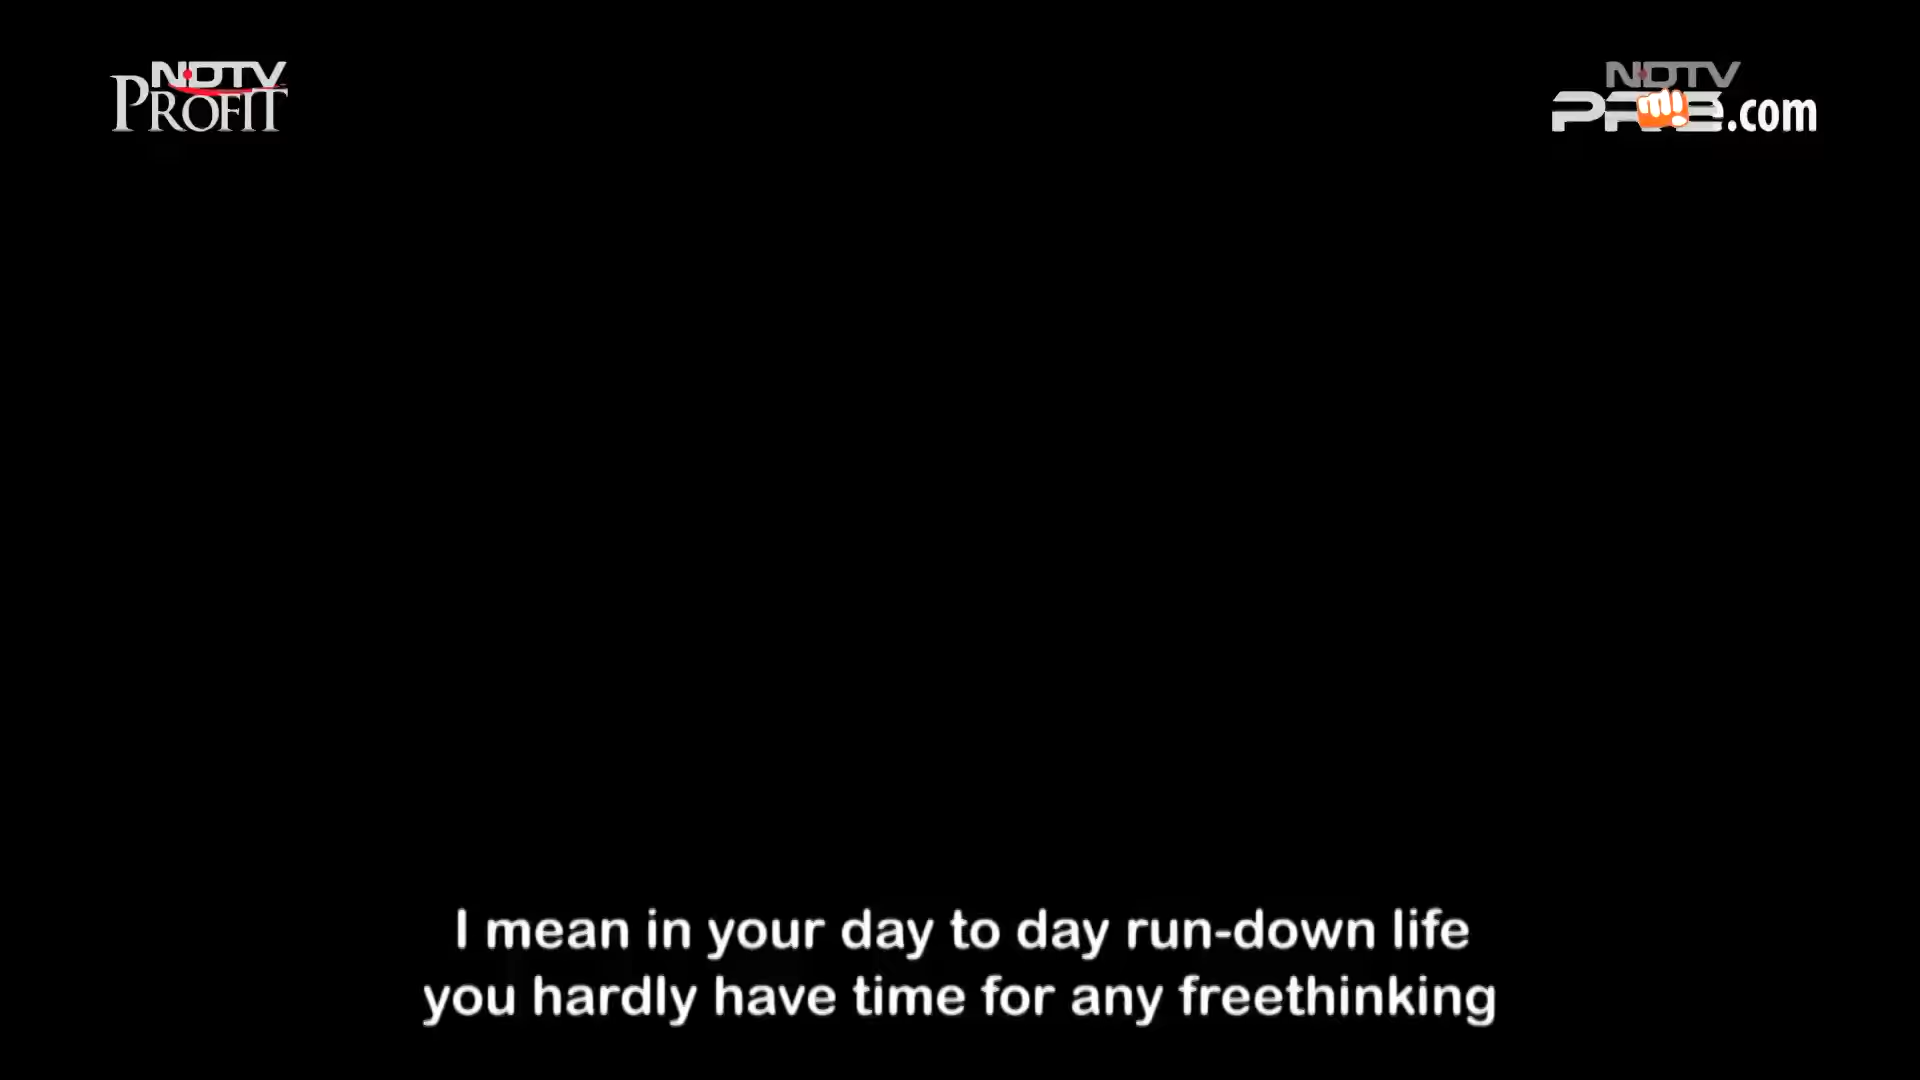 NDTV
PROFIT
NDTV
.com
I mean in your day to day run-down life
you hardly have time for any freethinking